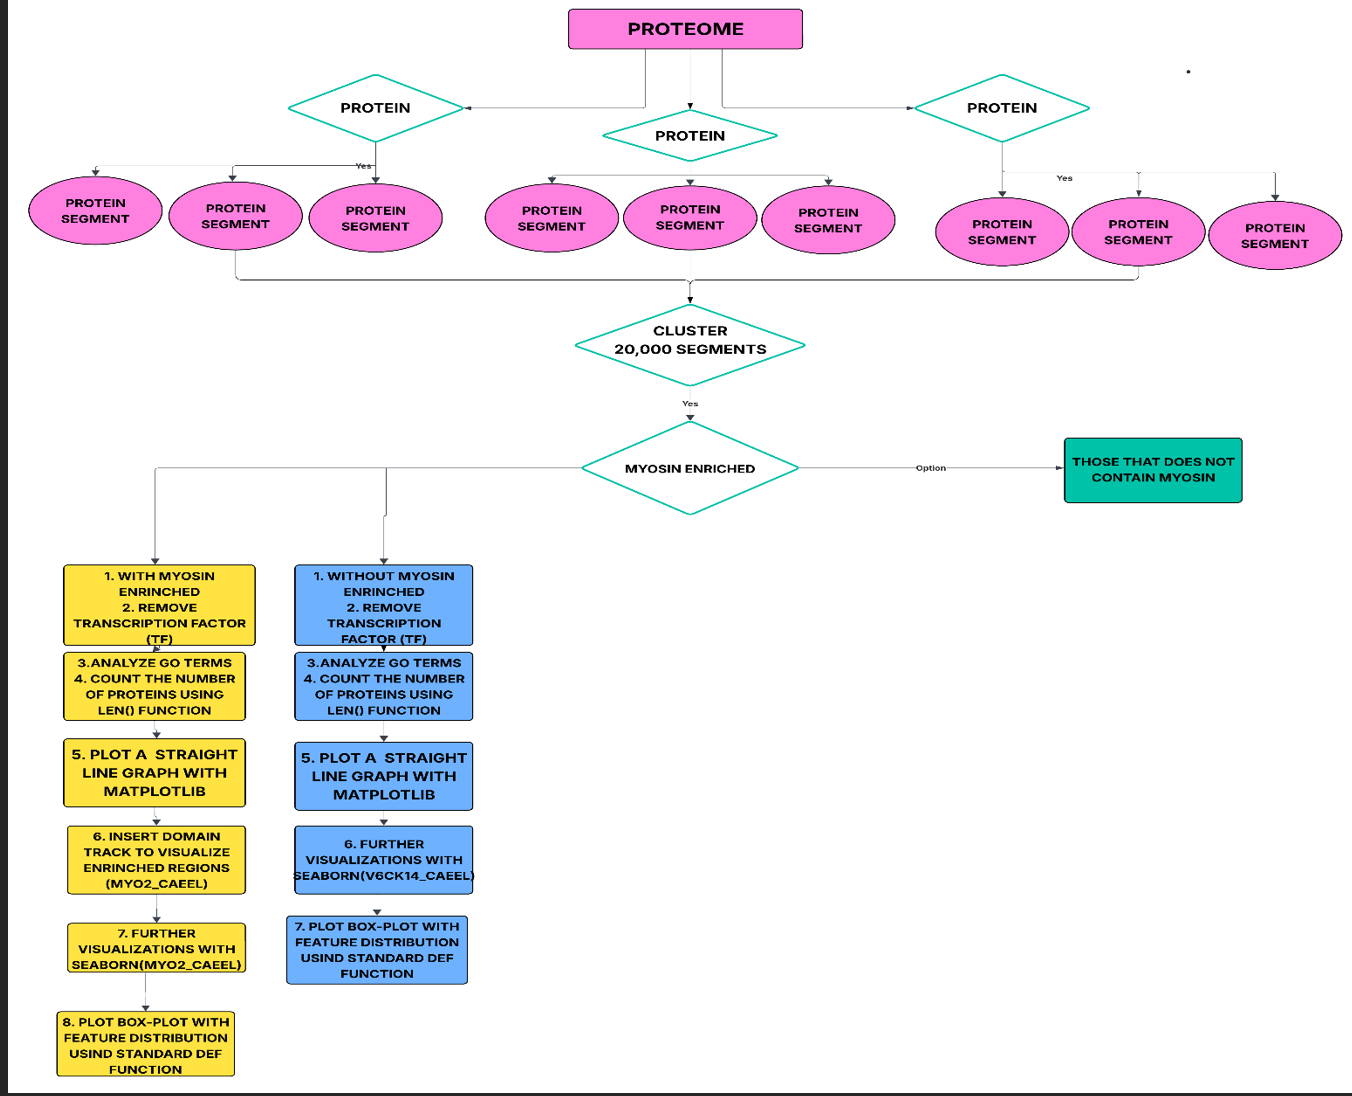 PROTEOME
PROTEIN
PROTEIN
PROTEIN
Yes
Yes
PROTEIN
SEGMENT
PROTEIN
SEGMENT
PROTEIN
SEGMENT
PROTEIN
SEGMENT
PROTEIN
SEGMENT
PROTEIN
SEGMENT
PROTEIN
SEGMENT
PROTEIN
SEGMENT
PROTEIN
SEGMENT
CLUSTER
20,000 SEGMENTS
Yes
MYOSIN ENRICHED
Option
THOSE THAT DOES NOT
CONTAIN MYOSIN
1. WITH MYOSIN
ENRINCHED
2. REMOVE
TRANSCRIPTION FACTOR
(TF)
3.ANALYZE GO TERMS
4. COUNT THE NUMBER
OF PROTEINS USING
LEN() FUNCTION
5. PLOT A  STRAIGHT
LINE GRAPH WITH
MATPLOTLIB
6. INSERT DOMAIN
TRACK TO VISUALIZE
ENRINCHED REGIONS
(MYO2_CAEEL)
7. FURTHER
VISUALIZATIONS WITH
SEABORN(MYO2_CAEEL)
8. PLOT BOX-PLOT WITH
FEATURE DISTRIBUTION
USIND STANDARD DEF
FUNCTION
1. WITHOUT MYOSIN
ENRINCHED
2. REMOVE
TRANSCRIPTION
FACTOR (TF)
3.ANALYZE GO TERMS
4. COUNT THE NUMBER
OF PROTEINS USING
LEN() FUNCTION
5. PLOT A  STRAIGHT
LINE GRAPH WITH
MATPLOTLIB
6. FURTHER
VISUALIZATIONS WITH
SEABORN(V6CK14_CAEEL)
7. PLOT BOX-PLOT WITH
FEATURE DISTRIBUTION
USIND STANDARD DEF
FUNCTION